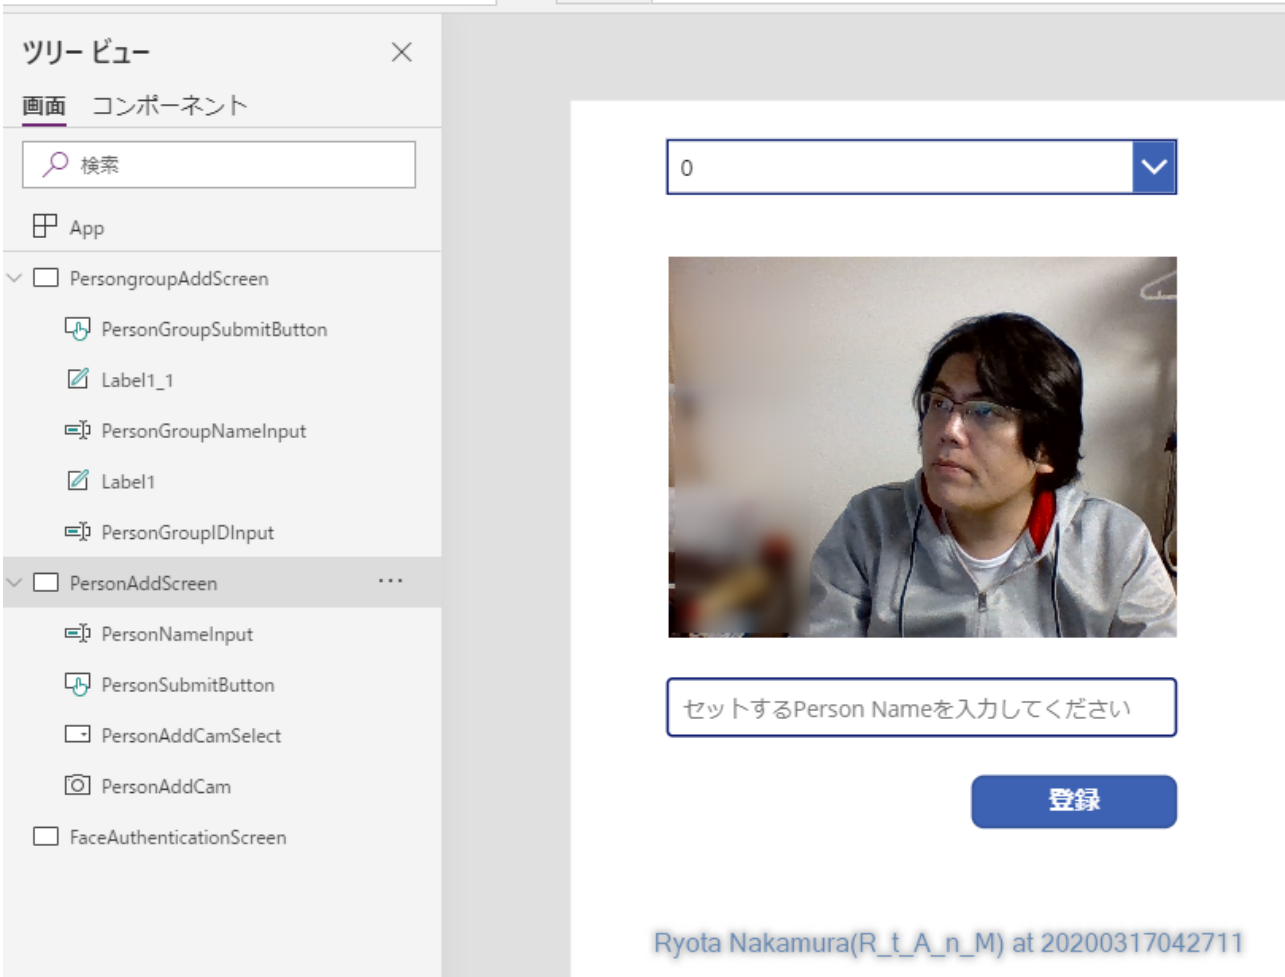 ツリー ビュー
画面 コンポーネント
検索
App
PersongroupAddScreen
PersonGroupSubmitButton
Label1_1
PersonGroupNameInput
Label1
PersonGroupIDInput
PersonAddScreen
PersonNameInput
PersonSubmitButton
PersonAddCamSelect
PersonAddCam
FaceAuthenticationScreen
0
セットするPerson Nameを入力してください
登録
Ryota Nakamura(R_t_A_n_M) at 20200317042711